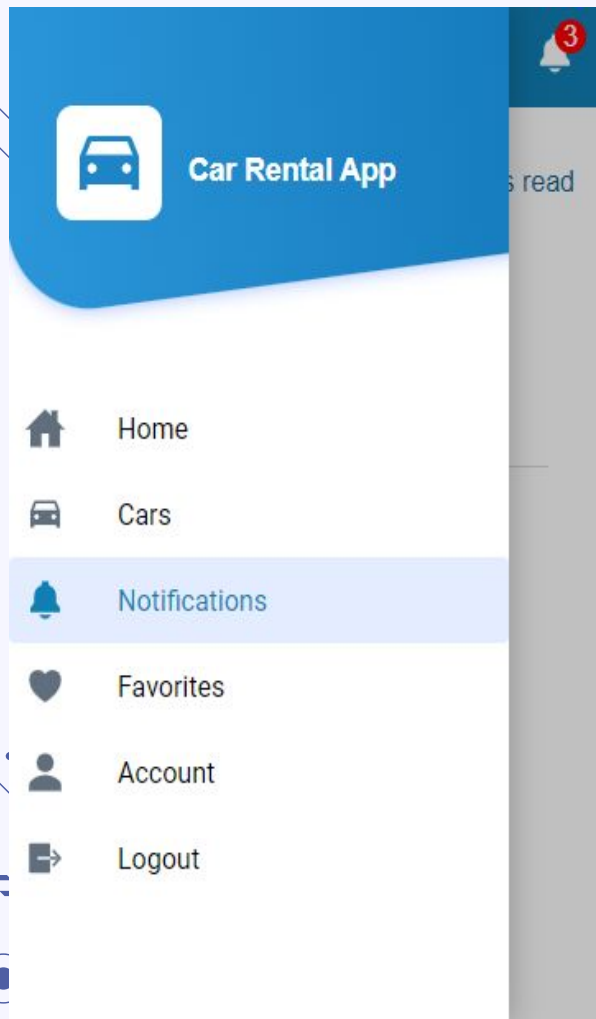 3
Car Rental App
s read
Home
Cars
Notifications
Favorites
Account
Logout